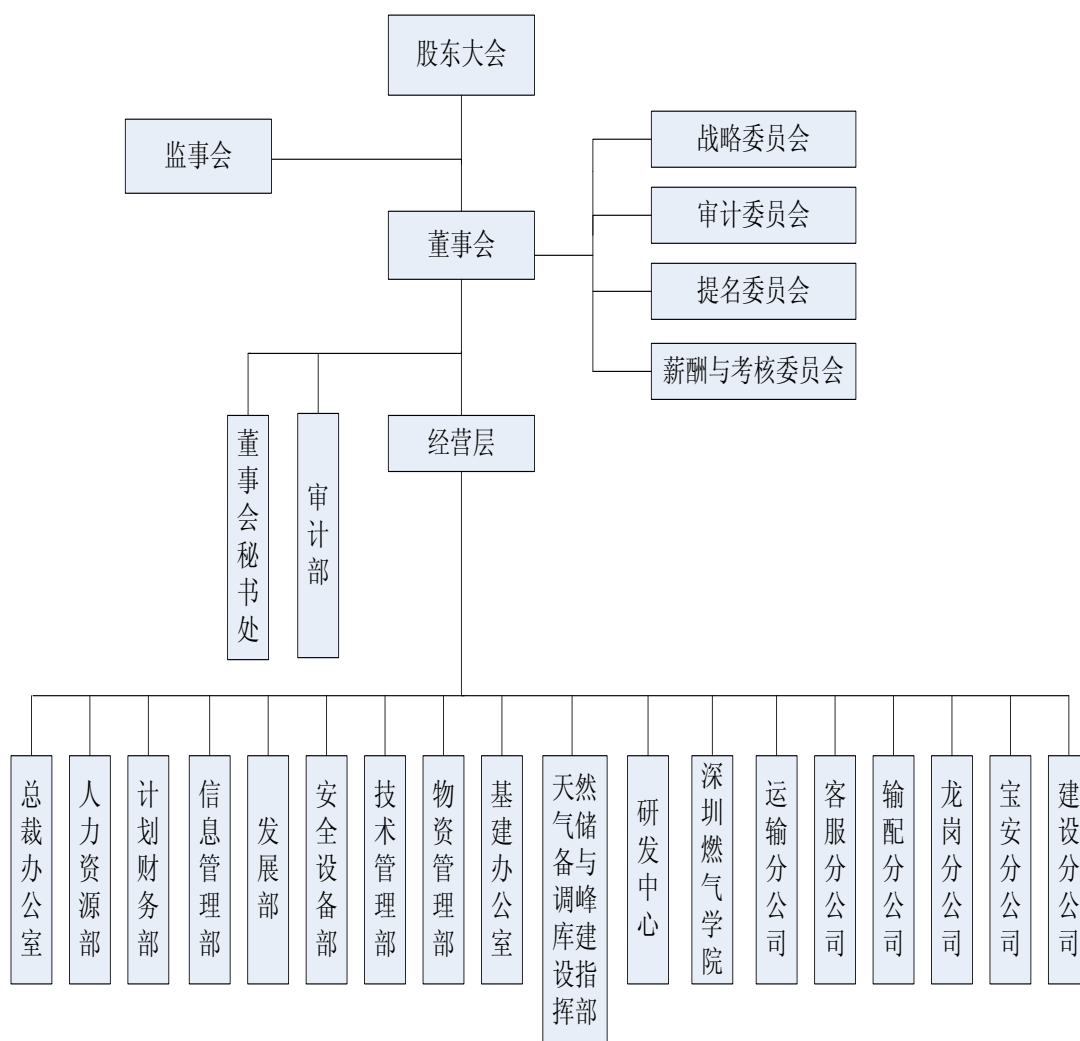 股东大会
监事会
战略委员会
审计委员会
董事会
提名委员会
薪酬与考核委员会
董事会秘书处
审计部
经营层
总裁办公室
人力资源部
计划财务部
信息管理部
发展部
安全设备部
技术管理部
物资管理部
基建办公室
天然气储备与调峰库建设指挥部
研发中心
深圳燃气学院
运输分公司
客服分公司
输配分公司
龙岗分公司
宝安分公司
建设分公司